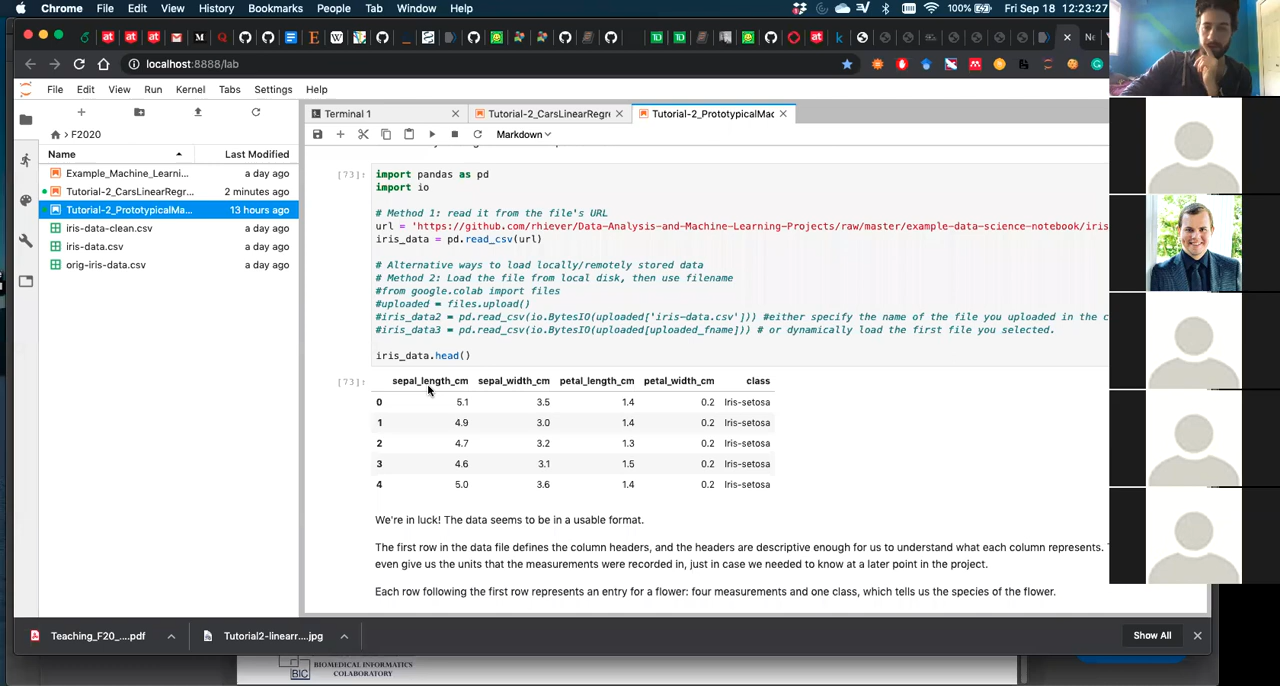 Chrome File Edit View History Bookmarks People Tab Window Help 100% Fri Sep 18 12:23:27
localhost:8888/lab
File Edit View Run Kernel Tabs Settings Help
Terminal 1 Tutorial-2_CarsLinearRegre Tutorial-2_PrototypicalMac
Markdown
F2020
Name Last Modified
Example_Machine_Learni... a day ago
Tutorial-2_CarsLinearRegr... 2 minutes ago
Tutorial-2_PrototypicalMa... 13 hours ago
iris-data-clean.csv a day ago
iris-data.csv a day ago
orig-iris-data.csv a day ago
[73]:
import pandas as pd
import io
# Method 1: read it from the file's URL
url = 'https://github.com/rhiever/Data-Analysis-and-Machine-Learning-Projects/raw/master/example-data-science-notebook/iris
iris_data = pd.read_csv(url)
# Alternative ways to load locally/remotely stored data
# Method 2: Load the file from local disk, then use filename
#from google.colab import files
#uploaded = files.upload()
#iris_data2 = pd.read_csv(io.BytesIO(uploaded['iris-data.csv'])) #either specify the name of the file you uploaded in the c
#iris_data3 = pd.read_csv(io.BytesIO(uploaded[uploaded_fname])) # or dynamically load the first file you selected.
iris_data.head()
[73]:
sepal_length_cm sepal_width_cm petal_length_cm petal_width_cm class
0 5.1 3.5 1.4 0.2 Iris-setosa
1 4.9 3.0 1.4 0.2 Iris-setosa
2 4.7 3.2 1.3 0.2 Iris-setosa
3 4.6 3.1 1.5 0.2 Iris-setosa
4 5.0 3.6 1.4 0.2 Iris-setosa
We're in luck! The data seems to be in a usable format.
The first row in the data file defines the column headers, and the headers are descriptive enough for us to understand what each column represents.
even give us the units that the measurements were recorded in, just in case we needed to know at a later point in the project.
Each row following the first row represents an entry for a flower: four measurements and one class, which tells us the species of the flower.
Teaching_F20_....pdf Tutorial2-linearr....jpg Show All
BIC BIOMEDICAL INFORMATICS
COLABORATORY